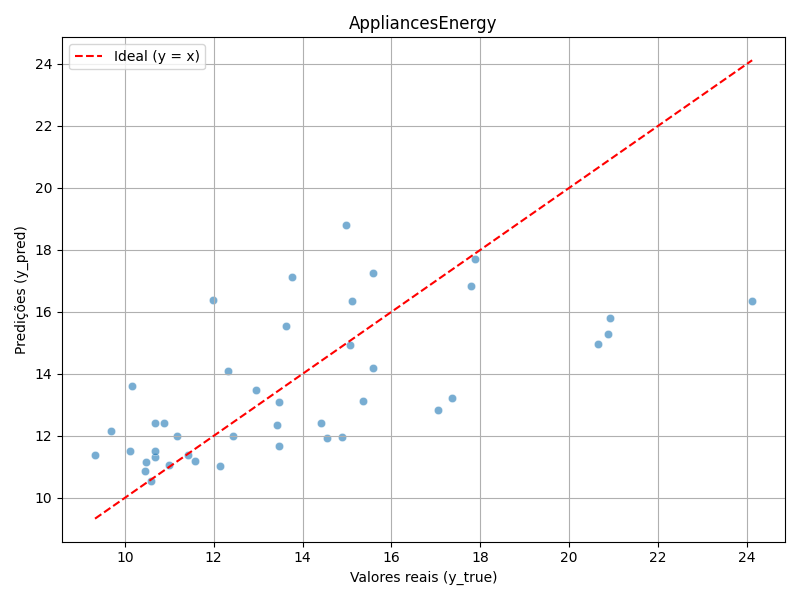 AppliancesEnergy
Ideal (y = x)
Predições (y_pred)
24
22
20
18
16
14
12
10
10 12 14 16 18 20 22 24
Valores reais (y_true)